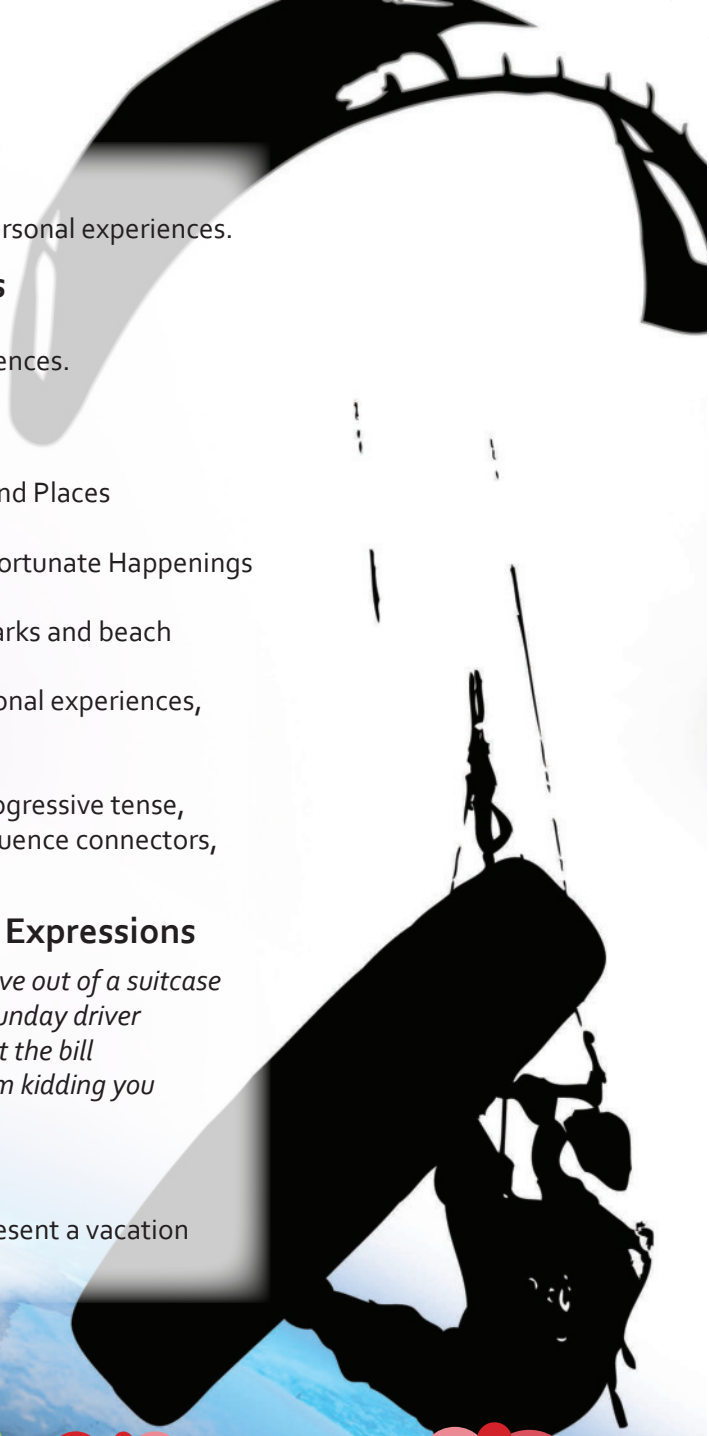 ersonal experiences.
s
ences.
nd Places
ortunate Happenings
arks and beach
onal experiences,
ogressive tense,
uence connectors,
Expressions
ve out of a suitcase
unday driver
t the bill
m kidding you
esent a vacation